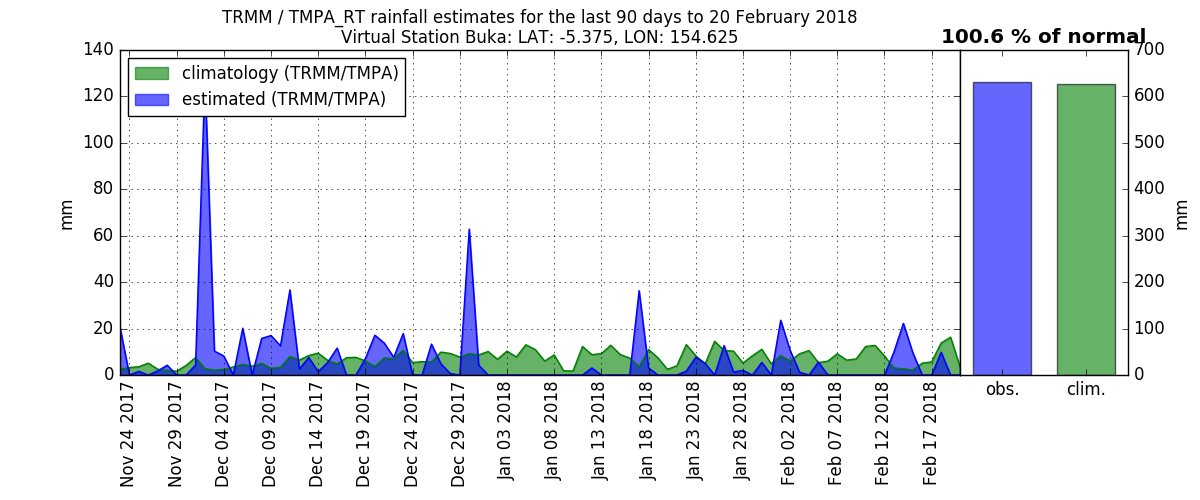 TRMM / TMPA_RT rainfall estimates for the last 90 days to 20 February 2018
Virtual Station Buka: LAT: -5.375, LON: 154.625
100.6 % of normal
climatology (TRMM/TMPA)
estimated (TRMM/TMPA)
mm
140
120
100
80
60
40
20
0
Nov 24 2017
Nov 29 2017
Dec 04 2017
Dec 09 2017
Dec 14 2017
Dec 19 2017
Dec 24 2017
Dec 29 2017
Jan 03 2018
Jan 08 2018
Jan 13 2018
Jan 18 2018
Jan 23 2018
Jan 28 2018
Feb 02 2018
Feb 07 2018
Feb 12 2018
Feb 17 2018
obs.
clim.
700
600
500
400
300
200
100
0
mm